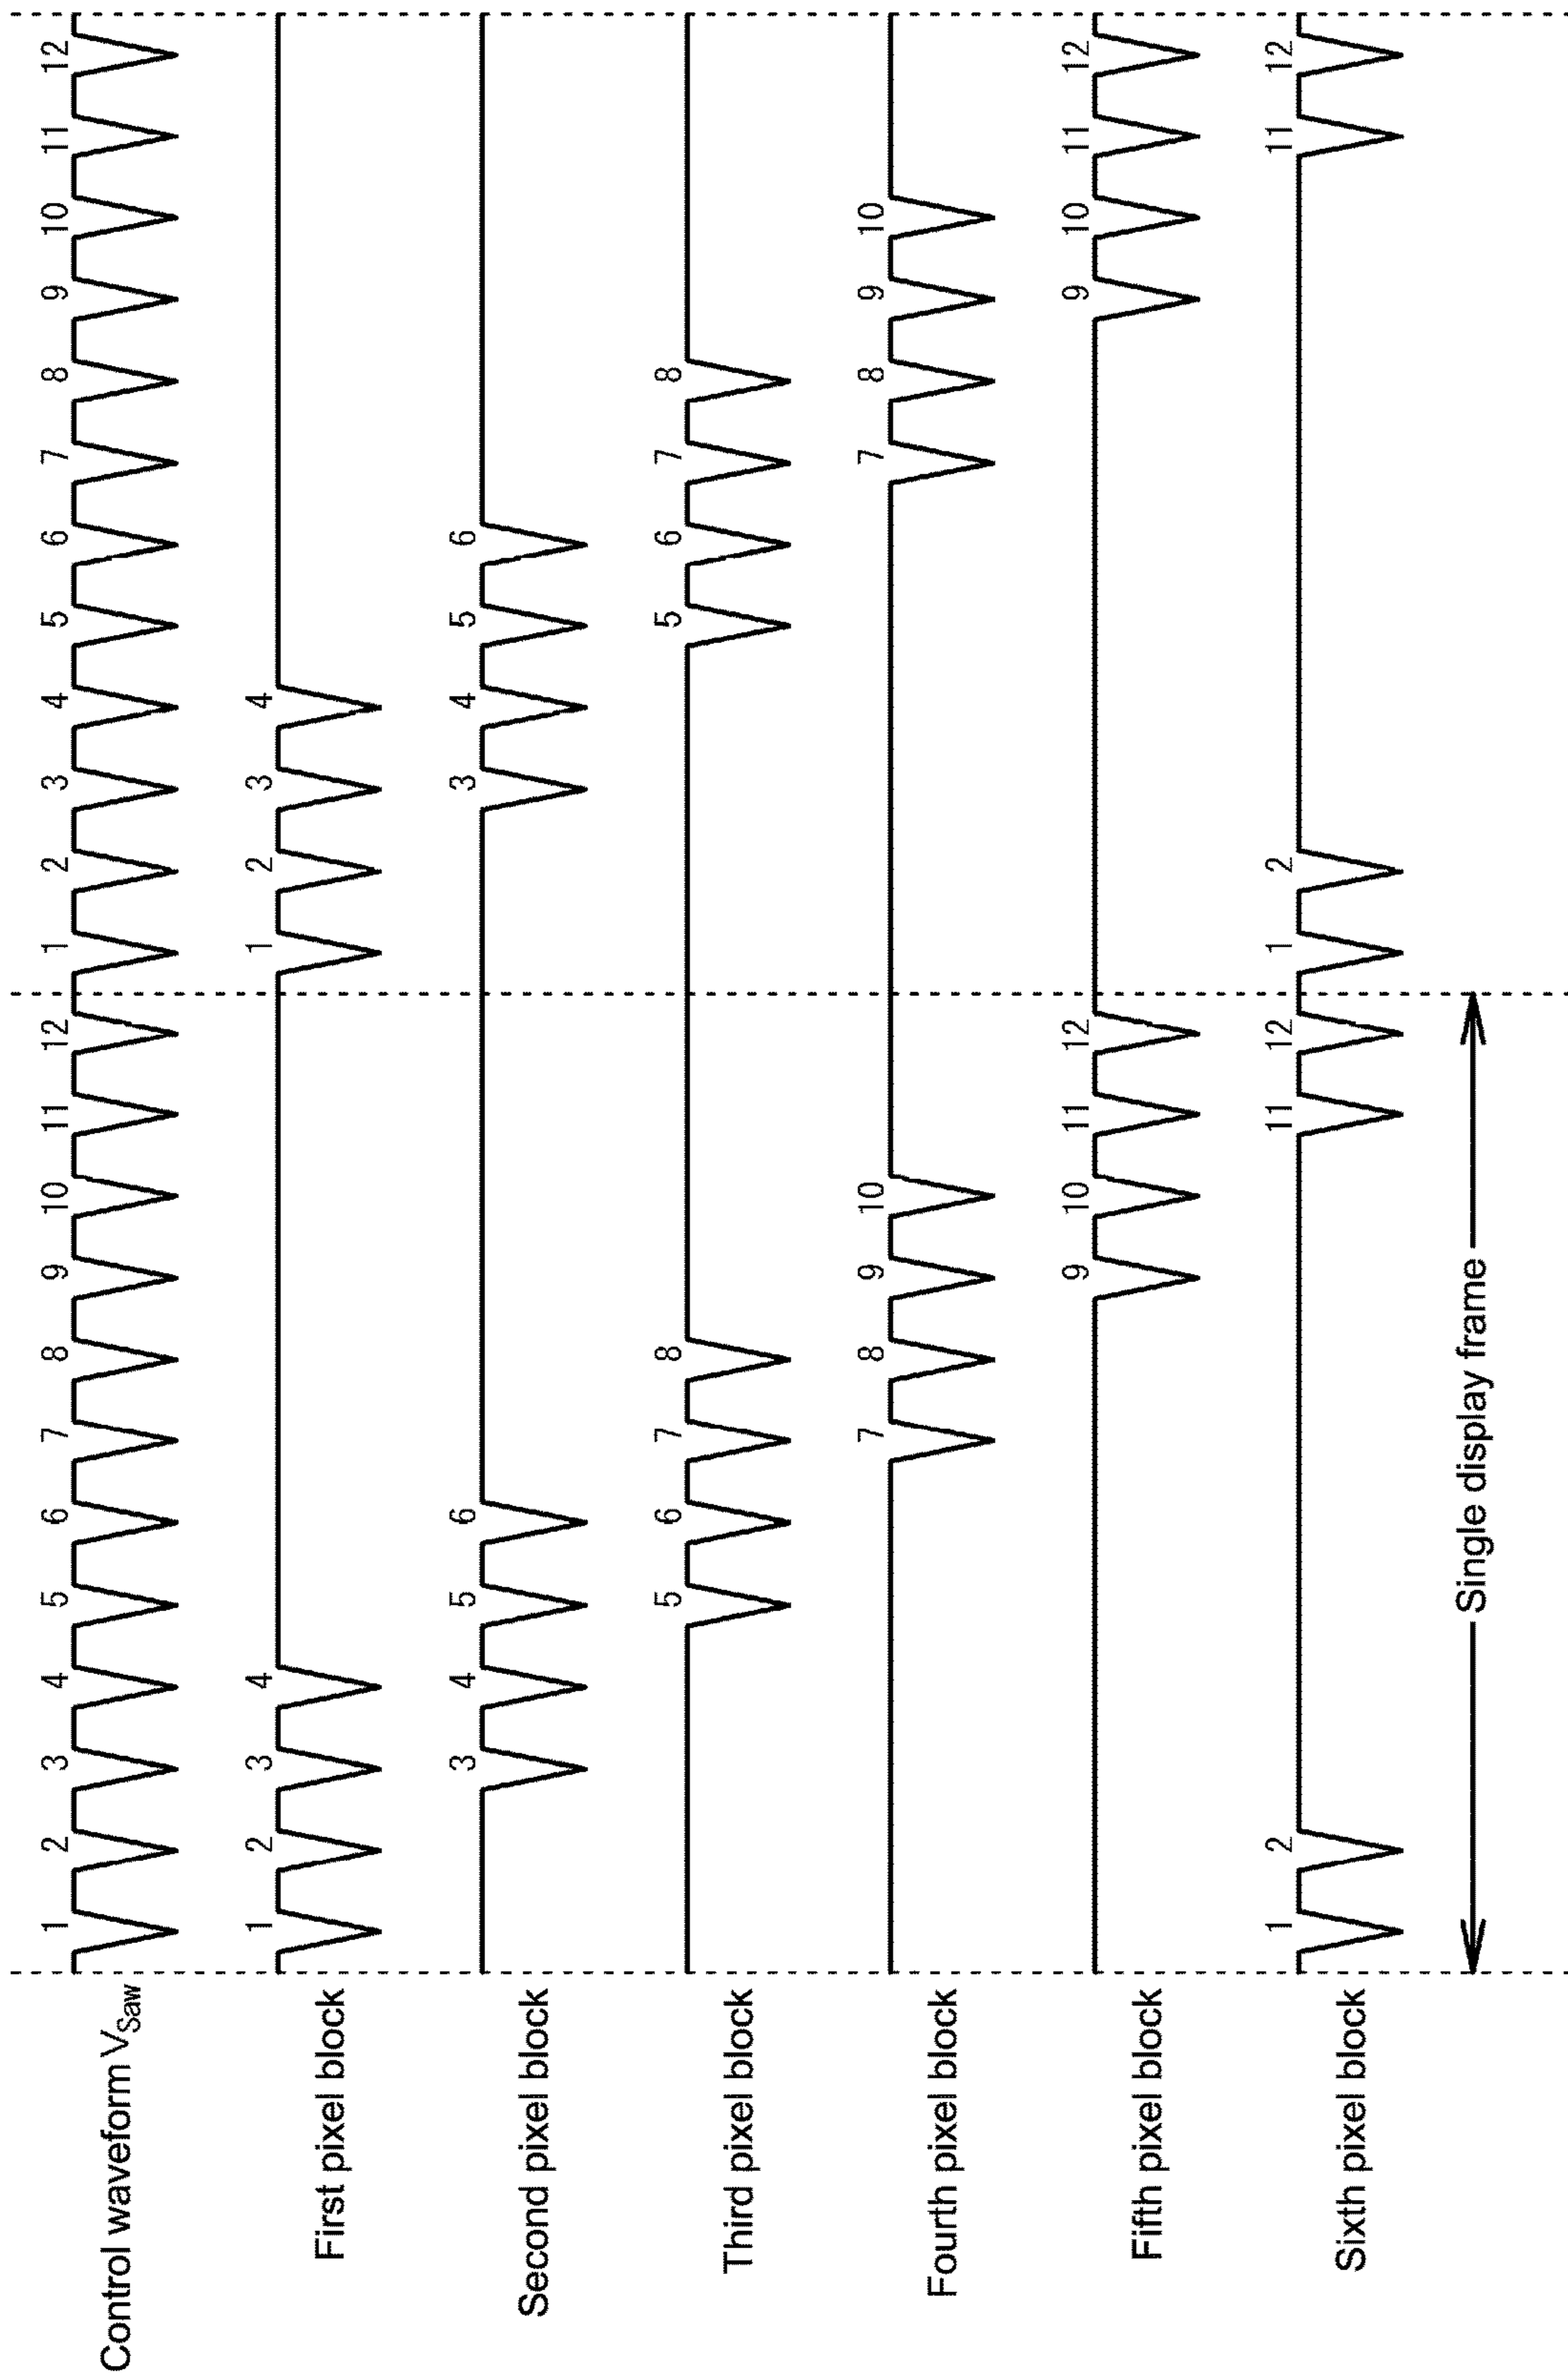 Control waveform VSaw 1 2 3 4 5 6 7 8 9 10 11 12 1 2 3 4 5 6 7 8 9 10 11 12
First pixel block 1 2 3 4 1 2 3 4
Second pixel block 3 4 5 6 3 4 5 6
Third pixel block 5 6 7 8 5 6 7 8
Fourth pixel block 7 8 9 10 7 8 9 10
Fifth pixel block 9 10 11 12 9 10 11 12
Sixth pixel block 1 2 11 12 1 2 11 12
Single display frame